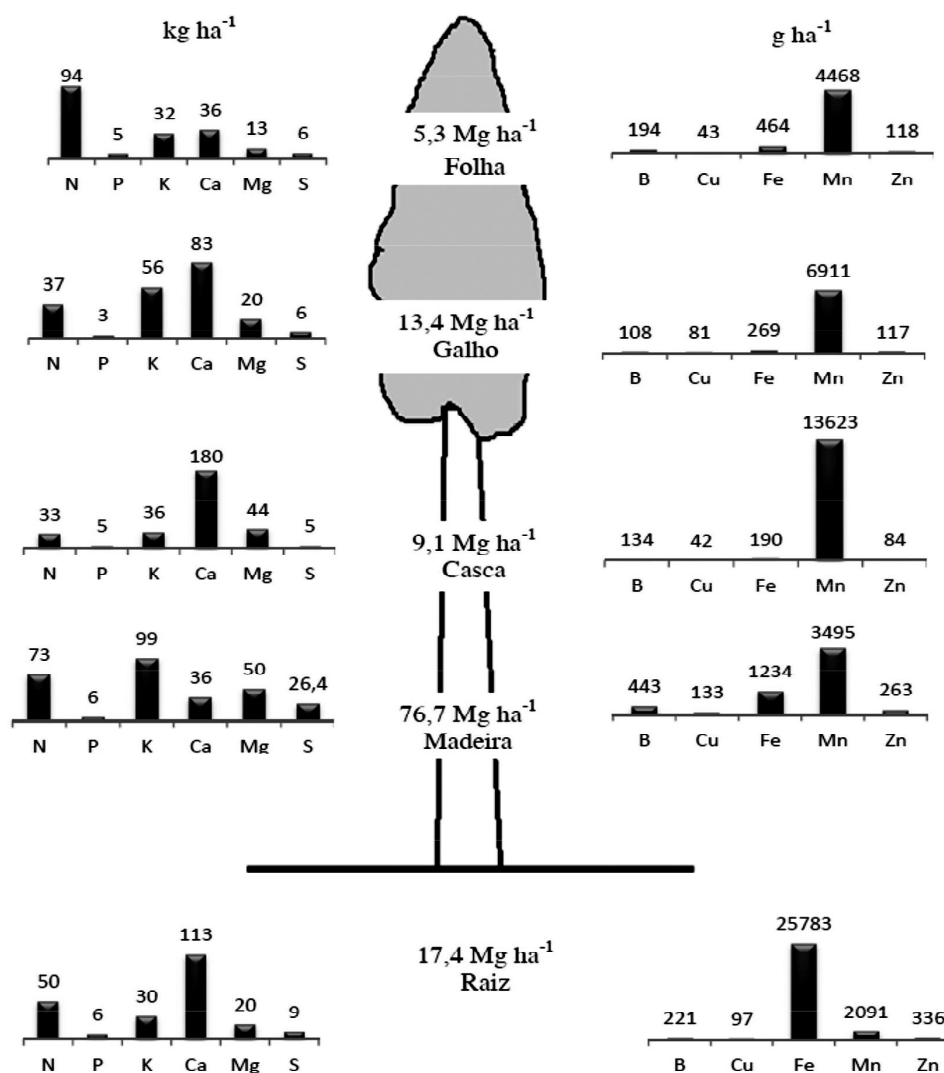 kg ha⁻¹
g ha⁻¹
94 5 32 36 13 6
N P K Ca Mg S
5,3 Mg ha⁻¹
Folha
194 43 464 4468 118
B Cu Fe Mn Zn
37 3 56 83 20 6
N P K Ca Mg S
13,4 Mg ha⁻¹
Galho
108 81 269 6911 117
B Cu Fe Mn Zn
33 5 36 180 44 5
N P K Ca Mg S
9,1 Mg ha⁻¹
Casca
134 42 190 13623 84
B Cu Fe Mn Zn
73 6 99 36 50 26,4
N P K Ca Mg S
76,7 Mg ha⁻¹
Madeira
443 133 1234 3495 263
B Cu Fe Mn Zn
50 6 30 113 20 9
N P K Ca Mg S
17,4 Mg ha⁻¹
Raiz
221 97 25783 2091 336
B Cu Fe Mn Zn